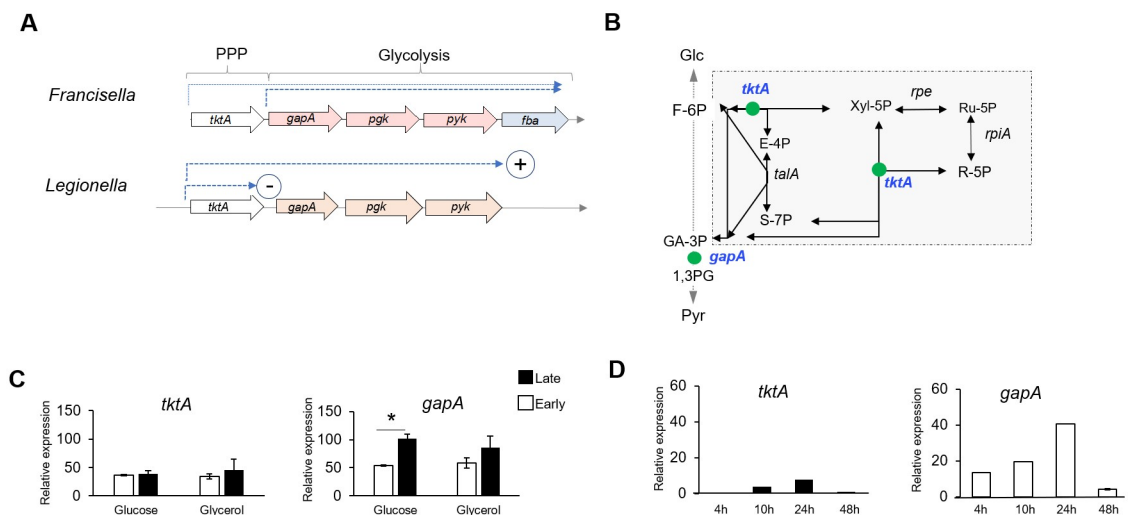 A
PPP
Glycolysis
Francisella
tktA
gapA
pgk
pyk
fba
+
Legionella
-
tktA
gapA
pgk
pyk
B
Glc
F-6P
tktA
Xyl-5P
rpe
Ru-5P
E-4P
rpiA
talA
tktA
R-5P
S-7P
GA-3P
gapA
1,3PG
Pyr
C
Late
Early
Relative expression
tktA
150
100
50
0
Glucose
Glycerol
Relative expression
gapA
*
150
100
50
0
Glucose
Glycerol
D
Relative expression
tktA
60
40
20
0
4h
10h
24h
48h
Relative expression
gapA
60
40
20
0
4h
10h
24h
48h